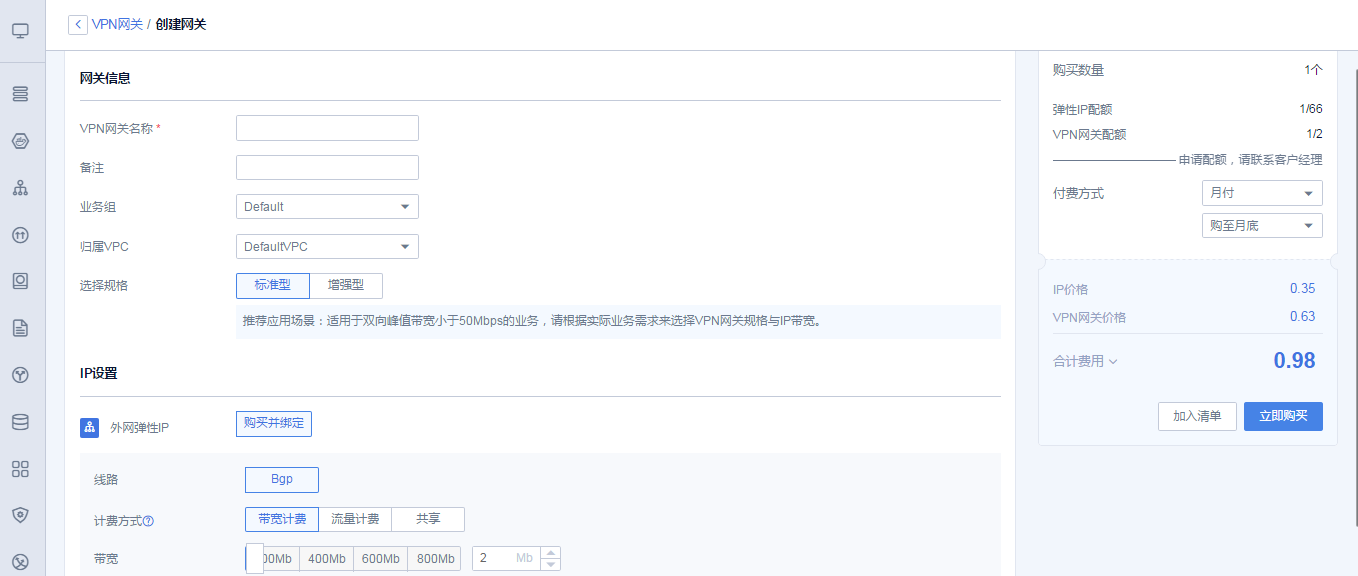 VPN网关 / 创建网关
网关信息
VPN网关名称 *
备注
业务组 Default
归属VPC DefaultVPC
选择规格 标准型 增强型
推荐应用场景：适用于双向峰值带宽小于50Mbps的业务，请根据实际业务需求来选择VPN网关规格与IP带宽。
IP设置
外网弹性IP 购买并绑定
线路 Bgp
计费方式 带宽计费 流量计费 共享
带宽 00Mb 400Mb 600Mb 800Mb 2 Mb
购买数量 1个
弹性IP配额 1/66
VPN网关配额 1/2
申请配额，请联系客户经理
付费方式 月付
购至月底
IP价格 0.35
VPN网关价格 0.63
合计费用 0.98
加入清单 立即购买